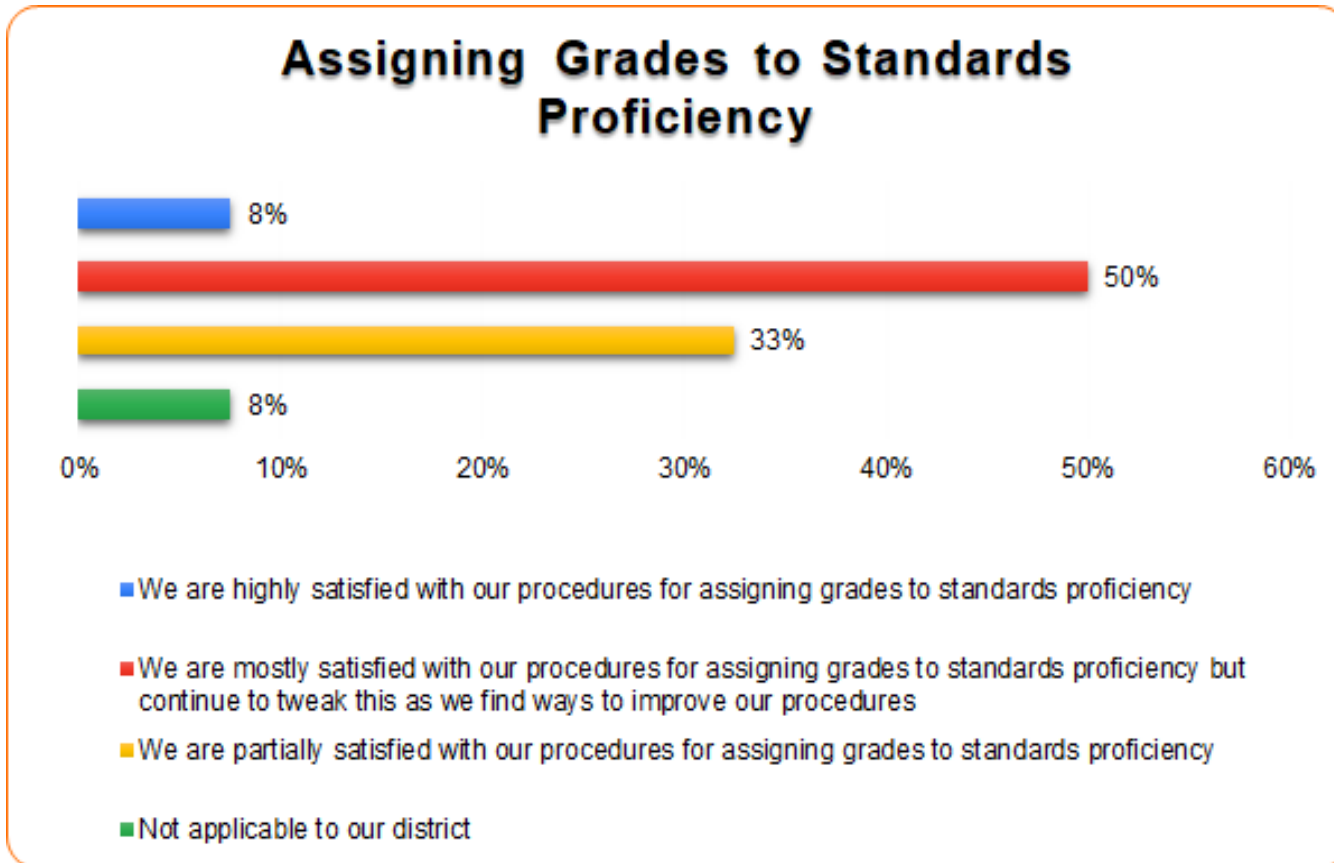 Assigning Grades to Standards
Proficiency
8%
50%
33%
8%
0% 10% 20% 30% 40% 50% 60%
We are highly satisfied with our procedures for assigning grades to standards proficiency
We are mostly satisfied with our procedures for assigning grades to standards proficiency but
continue to tweak this as we find ways to improve our procedures
We are partially satisfied with our procedures for assigning grades to standards proficiency
Not applicable to our district